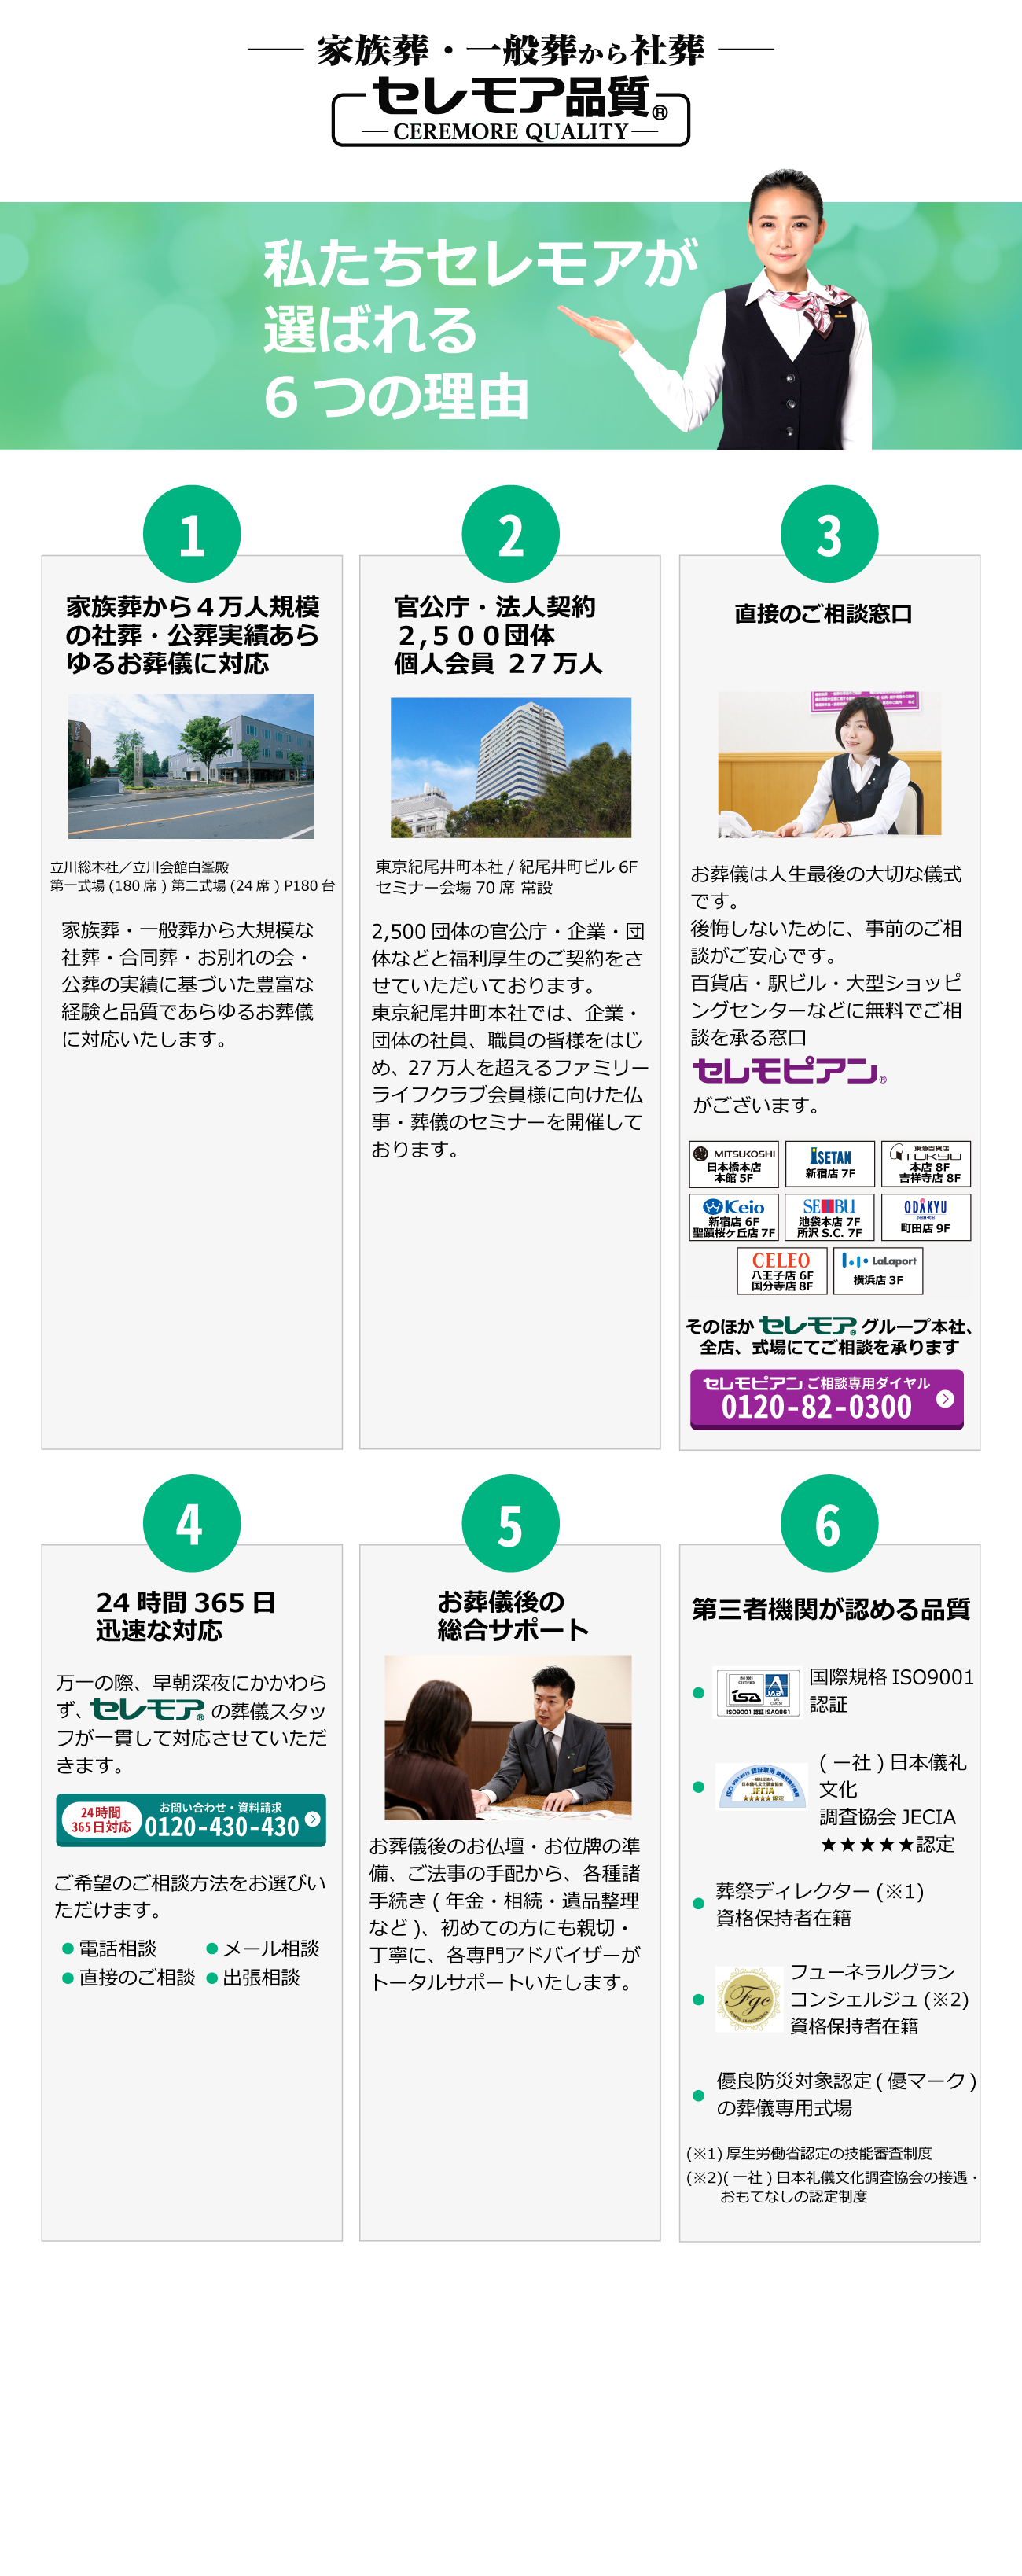 家族葬・一般葬から社葬
セレモア品質®
CEREMORE QUALITY
私たちセレモアが
選ばれる
6つの理由
1
家族葬から４万人規模
の社葬・公葬実績あら
ゆるお葬儀に対応
立川総本社／立川会館白峯殿
第一式場 (180 席 ) 第二式場 (24 席 ) P180 台
家族葬・一般葬から大規模な
社葬・合同葬・お別れの会・
公葬の実績に基づいた豊富な
経験と品質であらゆるお葬儀
に対応いたします。
2
官公庁・法人契約
２,５００団体
個人会員 ２７万人
東京紀尾井町本社 / 紀尾井町ビル 6F
セミナー会場 70 席 常設
2,500 団体の官公庁・企業・団
体などと福利厚生のご契約をさ
せていただいております。
東京紀尾井町本社では、企業・
団体の社員、職員の皆様をはじ
め、27 万人を超えるファミリー
ライフクラブ会員様に向けた仏
事・葬儀のセミナーを開催して
おります。
3
直接のご相談窓口
お葬儀は人生最後の大切な儀式
です。
後悔しないために、事前のご相
談がご安心です。
百貨店・駅ビル・大型ショッピ
ングセンターなどに無料でご相
談を承る窓口
セレモピアン®
がございます。
MITSUKOSHI
日本橋本店
本館 5F
ISETAN
新宿店 7F
東急百貨店
TOKYU
本店 8F
吉祥寺店 8F
Keio
新宿店 6F
聖蹟桜ヶ丘店 7F
SEIBU
池袋本店 7F
所沢 S.C. 7F
ODAKYU
町田店 9F
CELEO
八王子店 6F
国分寺店 8F
LaLaport
横浜店 3F
そのほか セレモア® グループ本社、
全店、式場にてご相談を承ります
セレモピアン ご相談専用ダイヤル
0120-82-0300
4
24 時間 365 日
迅速な対応
万一の際、早朝深夜にかかわら
ず、セレモア® の葬儀スタッ
フが一貫して対応させていただ
きます。
24時間
365日対応
お問い合わせ・資料請求
0120-430-430
ご希望のご相談方法をお選びい
ただけます。
電話相談 メール相談
直接のご相談 出張相談
5
お葬儀後の
総合サポート
お葬儀後のお仏壇・お位牌の準
備、ご法事の手配から、各種諸
手続き ( 年金・相続・遺品整理
など )、初めての方にも親切・
丁寧に、各専門アドバイザーが
トータルサポートいたします。
6
第三者機関が認める品質
isa
JAB
ISO9001 認証 ISAQ861
国際規格 ISO9001
認証
JECIA
★★★★★認定
( 一社 ) 日本儀礼
文化
調査協会 JECIA
★★★★★認定
葬祭ディレクター (※1)
資格保持者在籍
Fgc
フューネラルグラン
コンシェルジュ (※2)
資格保持者在籍
優良防災対象認定 ( 優マーク )
の葬儀専用式場
(※1) 厚生労働省認定の技能審査制度
(※2)( 一社 ) 日本礼儀文化調査協会の接遇・
おもてなしの認定制度